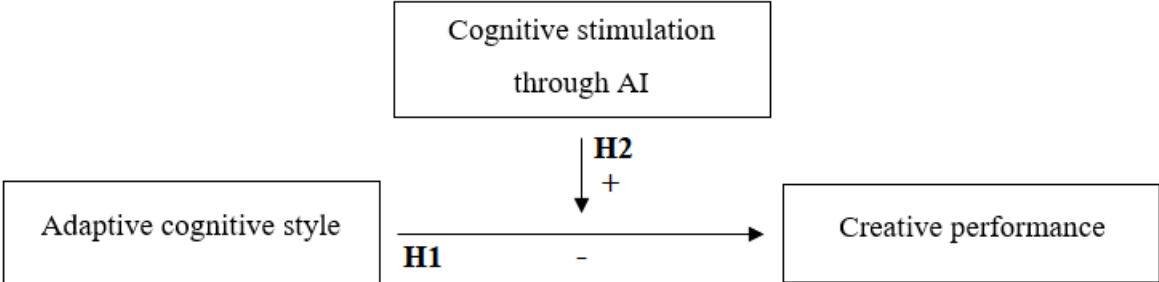 Cognitive stimulation
through AI
H2
+
Adaptive cognitive style
H1
-
Creative performance